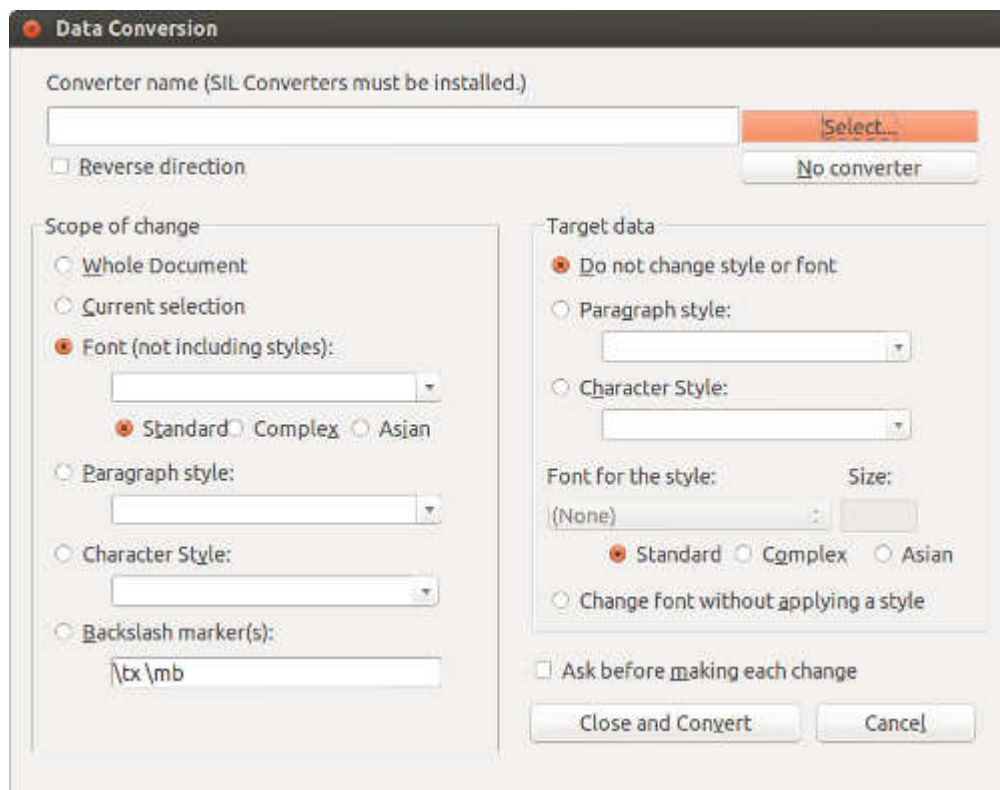 Data Conversion
Converter name (SIL Converters must be installed.)
Select...
Reverse direction
No converter
Scope of change
Whole Document
Current selection
Font (not including styles):
Standard Complex Asian
Paragraph style:
Character Style:
Backslash marker(s):
\tx \mb
Target data
Do not change style or font
Paragraph style:
Character Style:
Font for the style: Size:
(None)
Standard Complex Asian
Change font without applying a style
Ask before making each change
Close and Convert Cancel